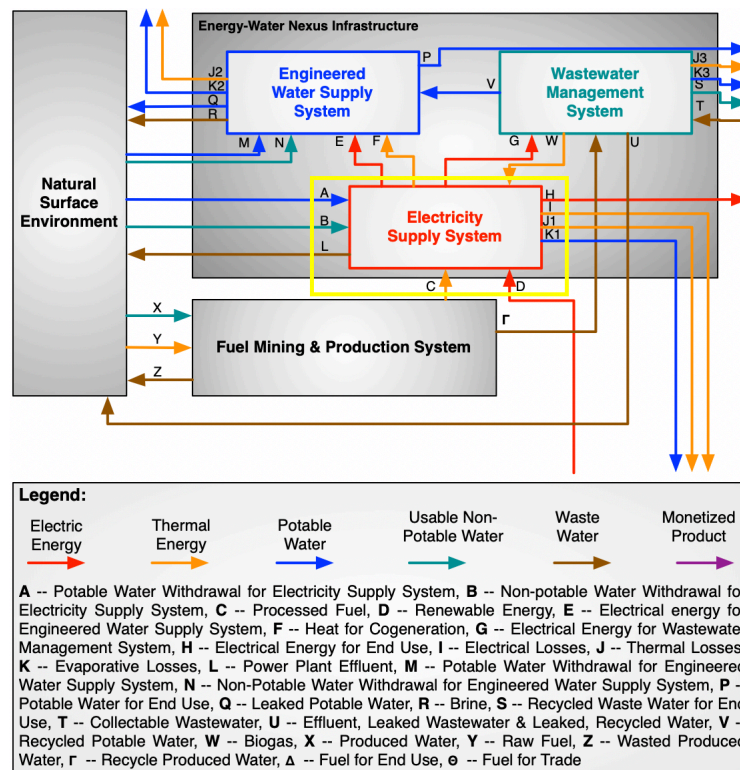 Energy-Water Nexus Infrastructure
J2
K2
Q
R
Engineered
Water Supply
System
P
V
Wastewater
Management
System
J3
K3
S
T
M
N
E
F
G
W
U
Natural
Surface
Environment
A
B
L
Electricity
Supply System
H
I
J1
K1
C
D
X
Y
Z
Fuel Mining & Production System
Γ
Legend:
Electric
Energy
Thermal
Energy
Potable
Water
Usable Non-
Potable Water
Waste
Water
Monetized
Product
A -- Potable Water Withdrawal for Electricity Supply System, B -- Non-potable Water Withdrawal fo
Electricity Supply System, C -- Processed Fuel, D -- Renewable Energy, E -- Electrical energy fo
Engineered Water Supply System, F -- Heat for Cogeneration, G -- Electrical Energy for Wastewate
Management System, H -- Electrical Energy for End Use, I -- Electrical Losses, J -- Thermal Losses
K -- Evaporative Losses, L -- Power Plant Effluent, M -- Potable Water Withdrawal for Engineered
Water Supply System, N -- Non-Potable Water Withdrawal for Engineered Water Supply System, P -
Potable Water for End Use, Q -- Leaked Potable Water, R -- Brine, S -- Recycled Waste Water for End
Use, T -- Collectable Wastewater, U -- Effluent, Leaked Wastewater & Leaked, Recycled Water, V -
Recycled Potable Water, W -- Biogas, X -- Produced Water, Y -- Raw Fuel, Z -- Wasted Produced
Water, Γ -- Recycle Produced Water, Δ -- Fuel for End Use, Θ -- Fuel for Trade